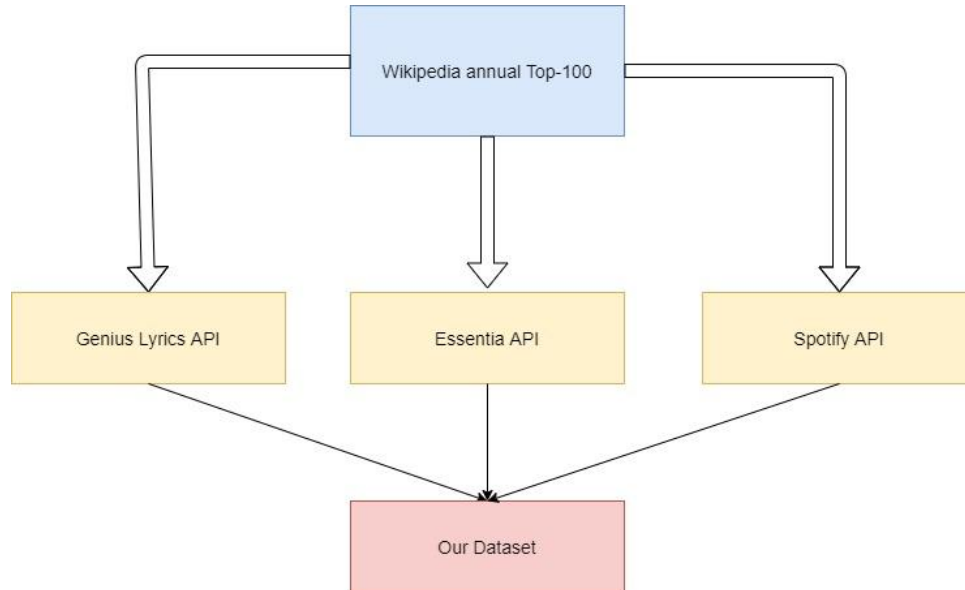 Wikipedia annual Top-100
Genius Lyrics API
Essentia API
Spotify API
Our Dataset